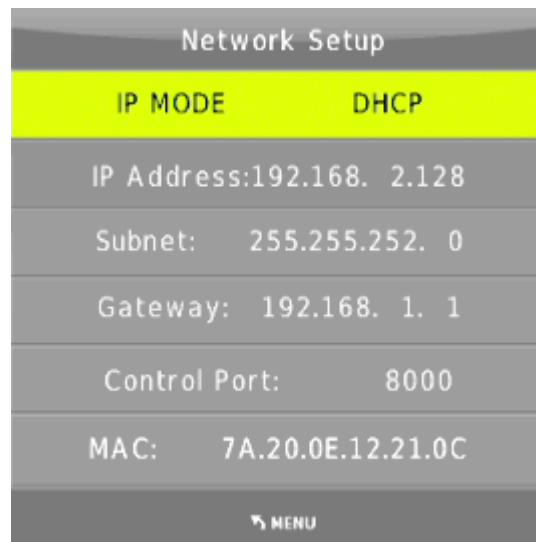 Network Setup
IP MODE DHCP
IP Address:192.168. 2.128
Subnet: 255.255.252. 0
Gateway: 192.168. 1. 1
Control Port: 8000
MAC: 7A.20.0E.12.21.0C
MENU